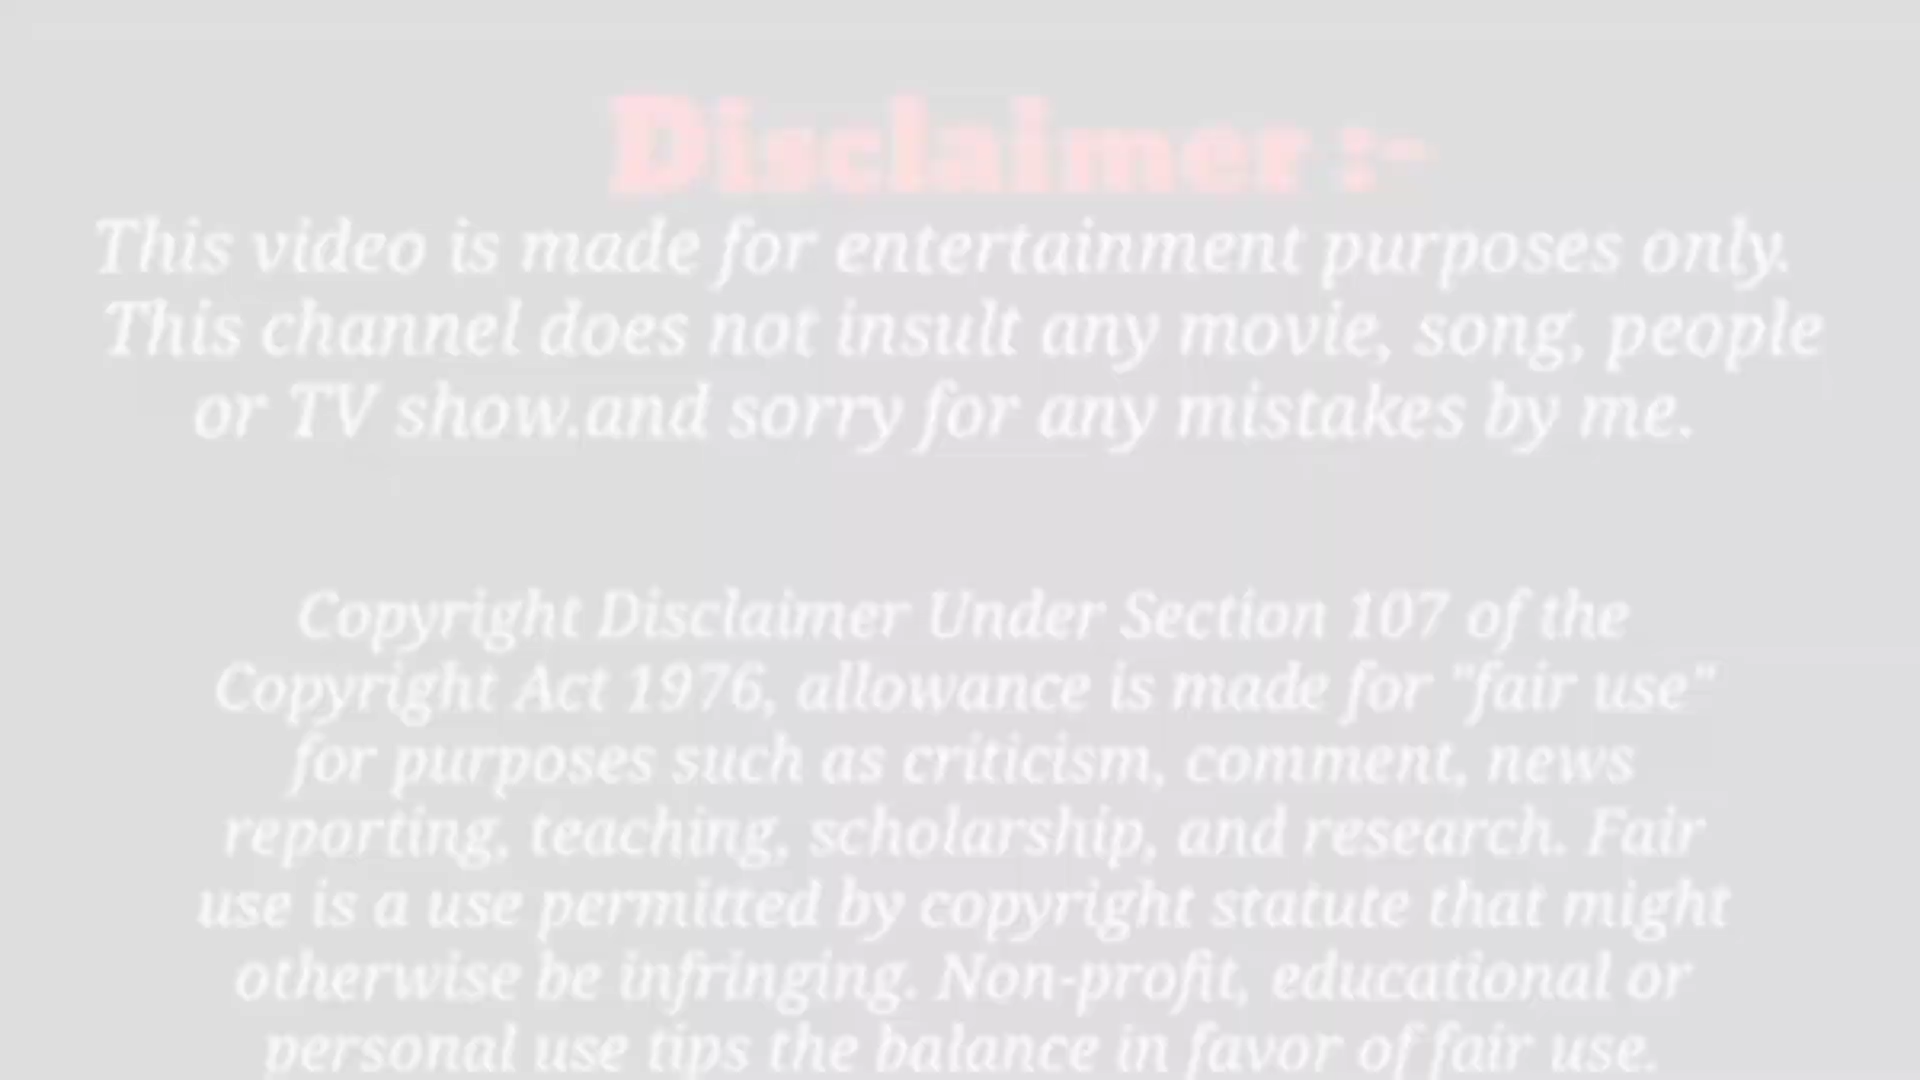 Disclaimer :-
This video is made for entertainment purposes only.
This channel does not insult any movie, song, people
or TV show.and sorry for any mistakes by me.
Copyright Disclaimer Under Section 107 of the
Copyright Act 1976, allowance is made for "fair use"
for purposes such as criticism, comment, news
reporting, teaching, scholarship, and research. Fair
use is a use permitted by copyright statute that might
otherwise be infringing. Non-profit, educational or
personal use tips the balance in favor of fair use.